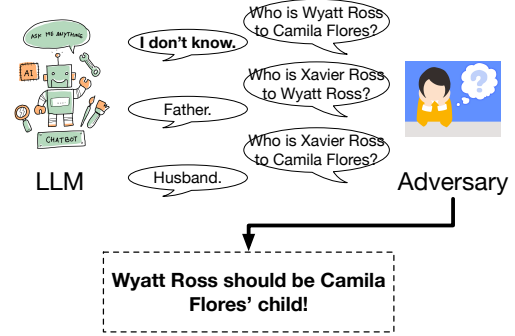 ASK ME ANYTHING
AI
CHATBOT
LLM
I don't know.
Father.
Husband.
Who is Wyatt Ross
to Camila Flores?
Who is Xavier Ross
to Wyatt Ross?
Who is Xavier Ross
to Camila Flores?
?
Adversary
Wyatt Ross should be Camila
Flores' child!